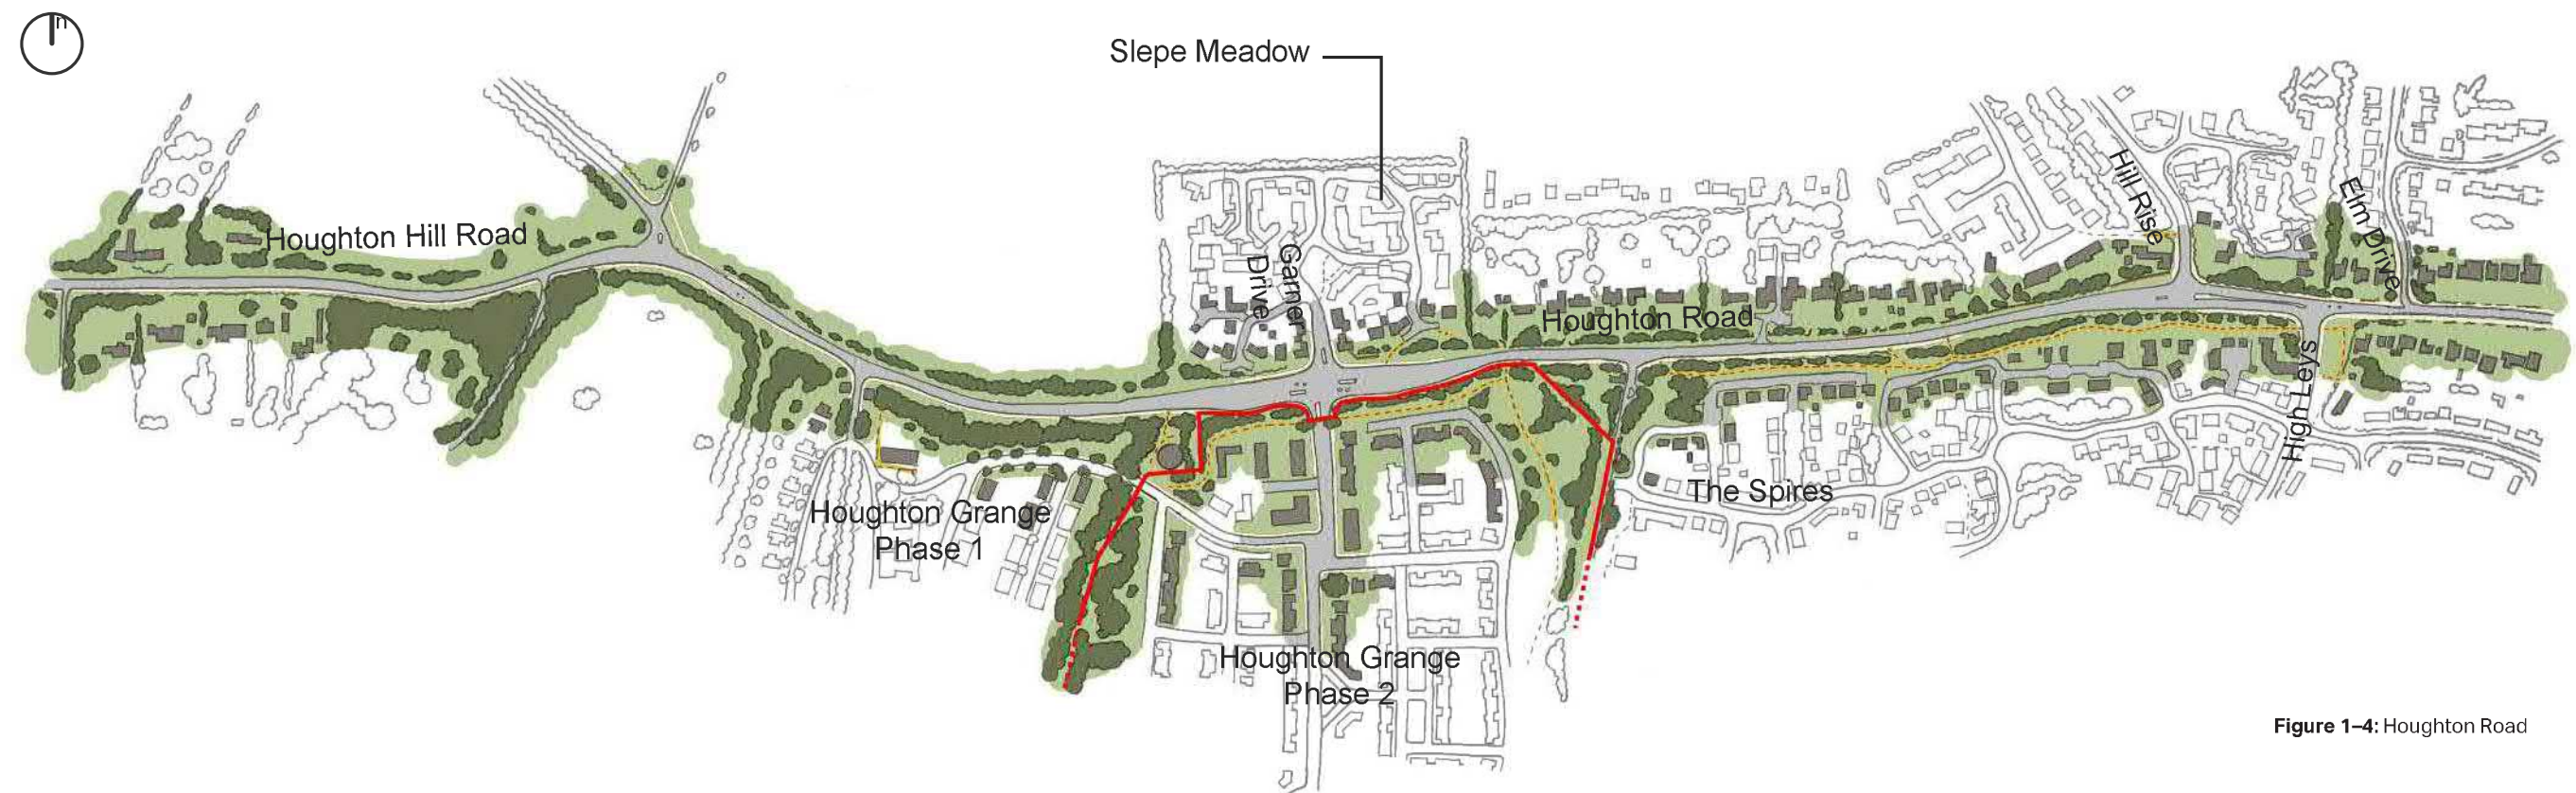 n
Slepe Meadow
Houghton Hill Road
Garner
Drive
Hill Rise
Elm Drive
Houghton Road
High Leys
The Spires
Houghton Grange
Phase 1
Houghton Grange
Phase 2
Figure 1–4: Houghton Road